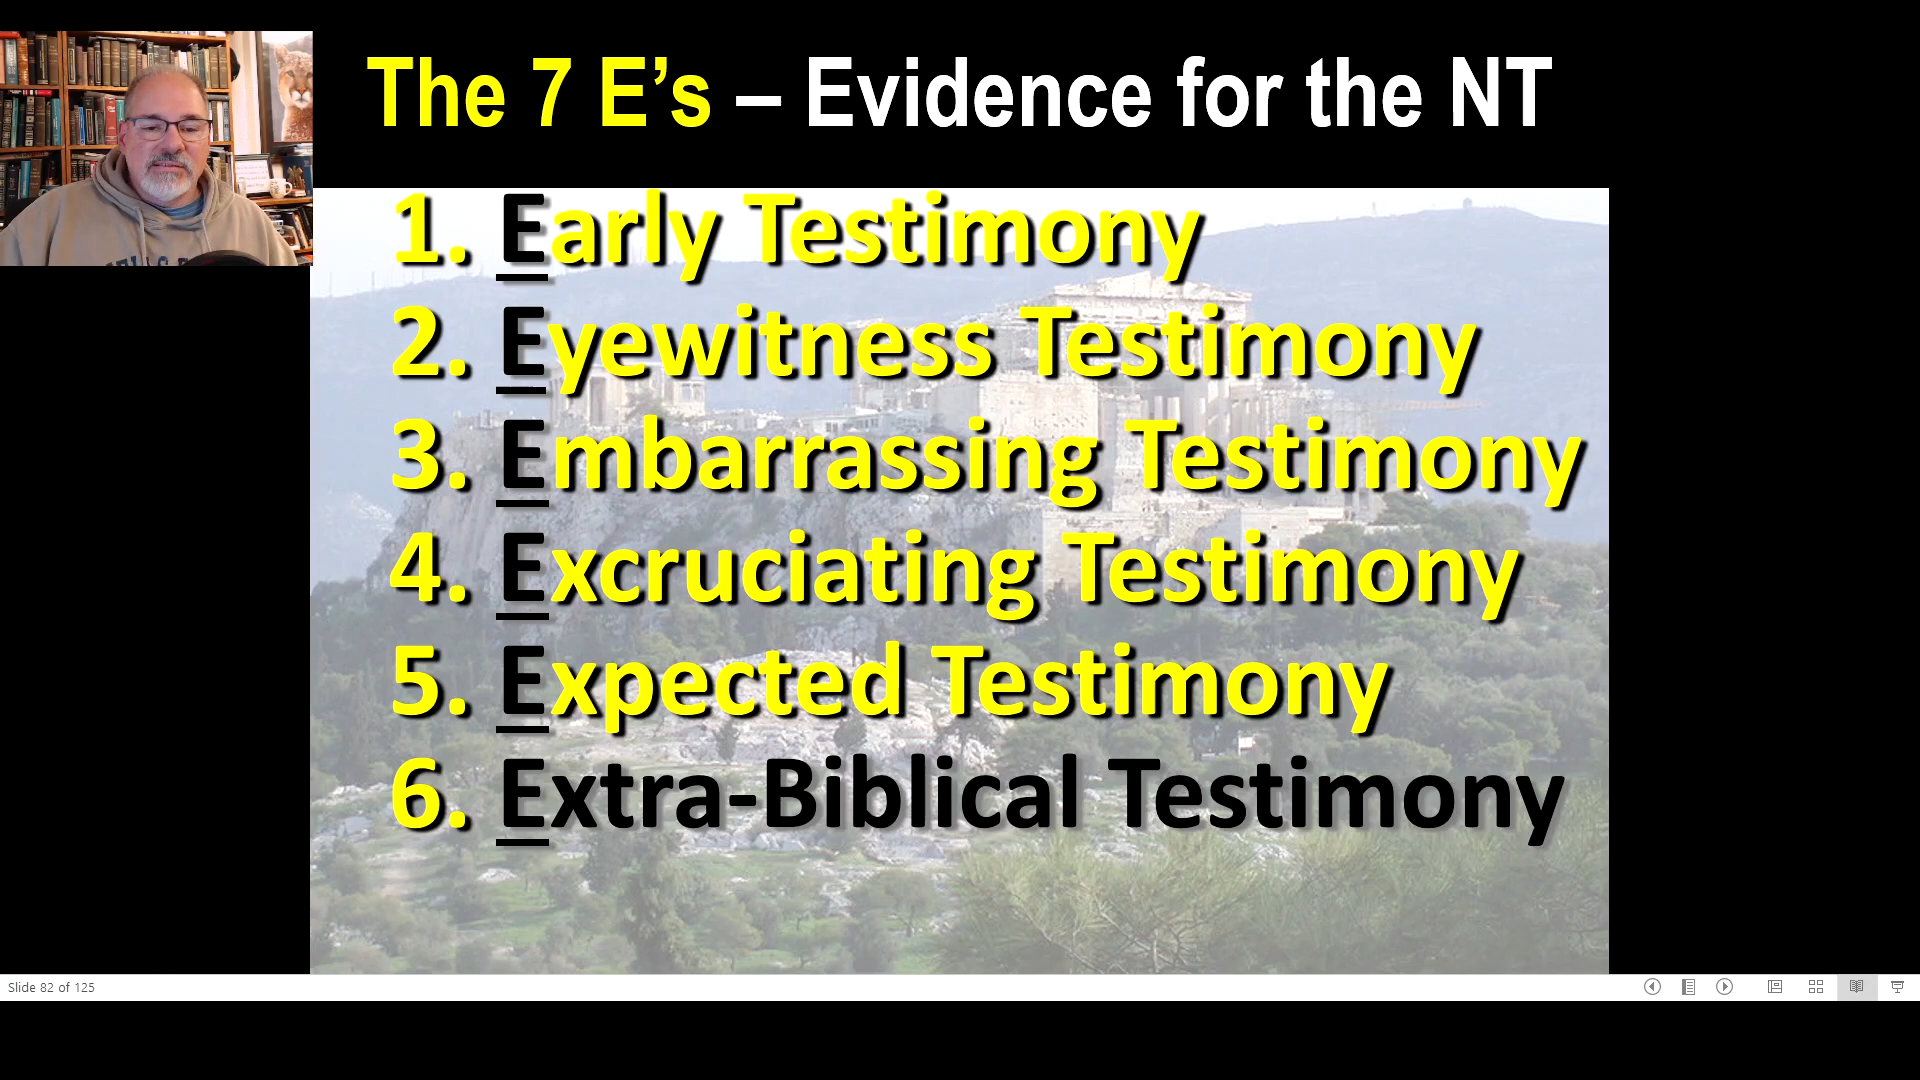 The 7 E’s – Evidence for the NT
1. Early Testimony
2. Eyewitness Testimony
3. Embarrassing Testimony
4. Excruciating Testimony
5. Expected Testimony
6. Extra-Biblical Testimony
Slide 82 of 125